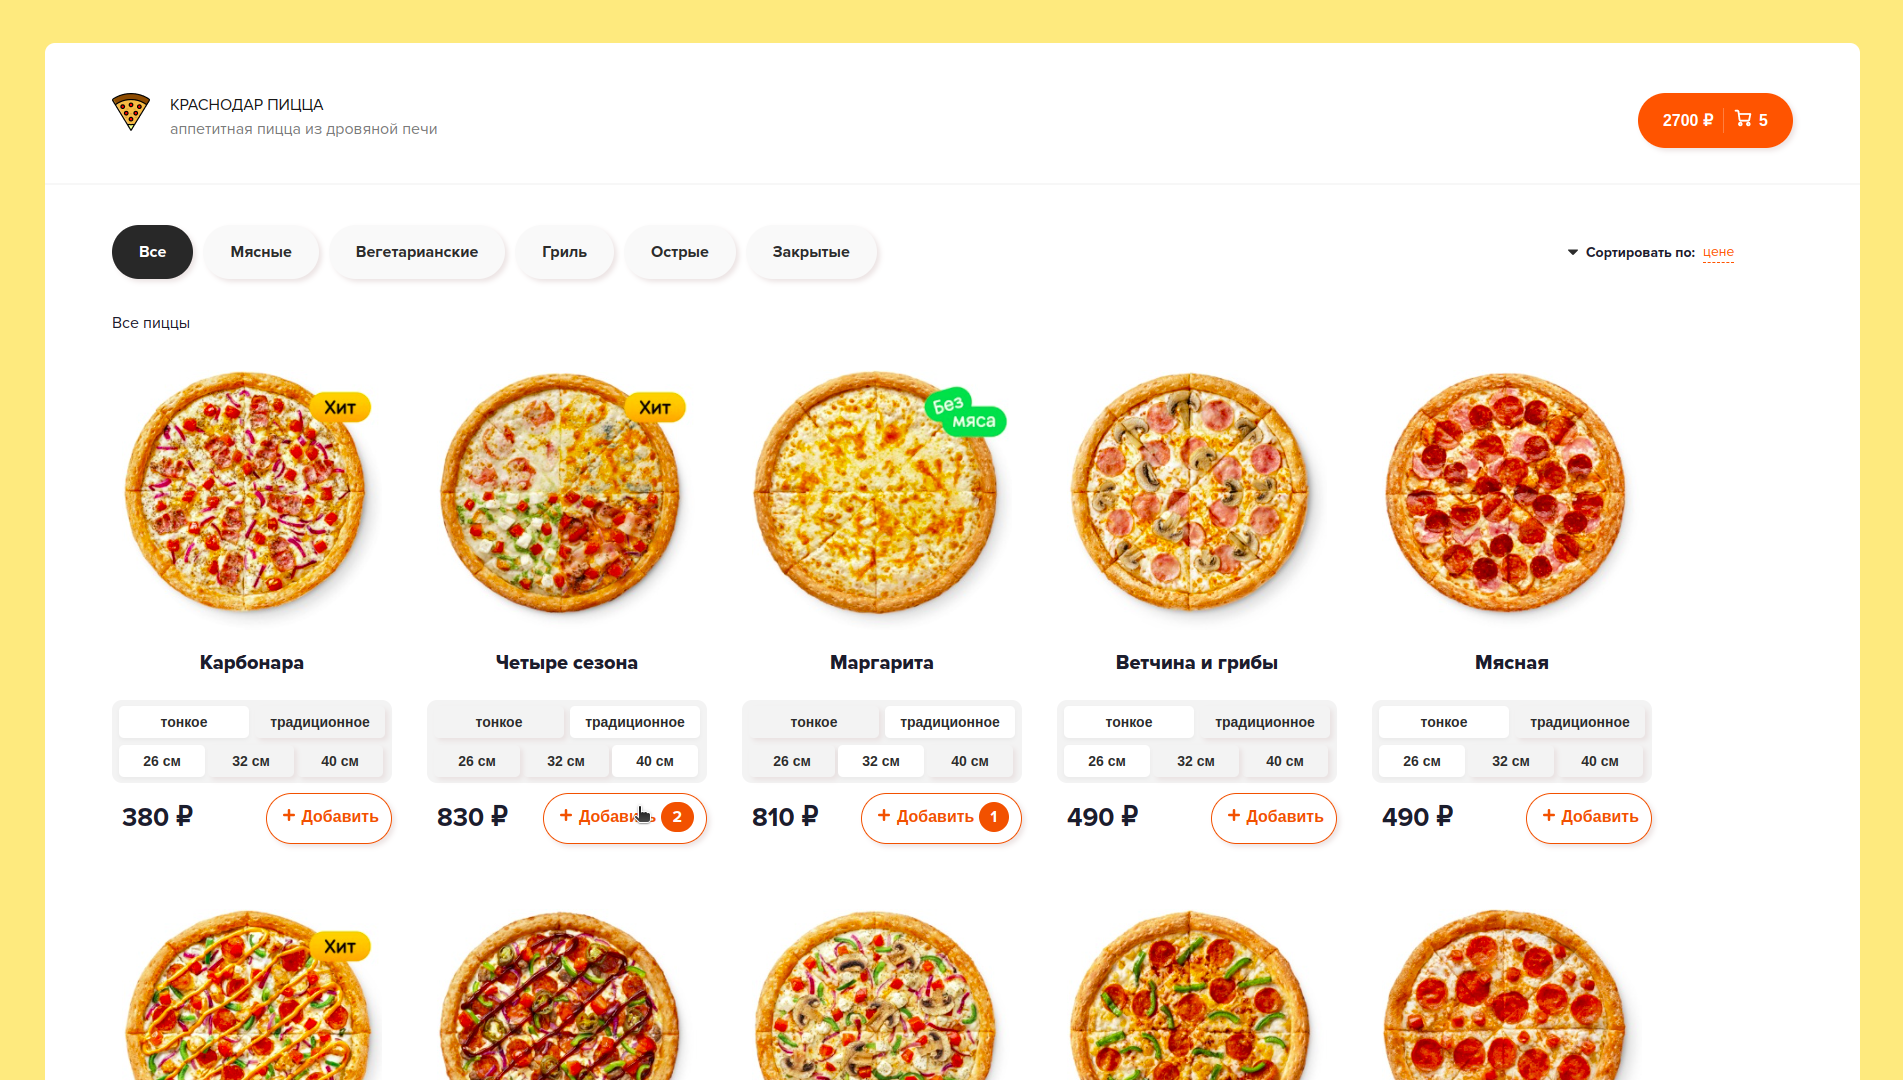 КРАСНОДАР ПИЦЦА
аппетитная пицца из дровяной печи
2700 ₽ 5
Все Мясные Вегетарианские Гриль Острые Закрытые Сортировать по: цене
Все пиццы
Хит Хит Без мяса
Карбонара Четыре сезона Маргарита Ветчина и грибы Мясная
тонкое традиционное тонкое традиционное тонкое традиционное тонкое традиционное тонкое традиционное
26 см 32 см 40 см 26 см 32 см 40 см 26 см 32 см 40 см 26 см 32 см 40 см 26 см 32 см 40 см
380 ₽ + Добавить 830 ₽ + Добавить 2 810 ₽ + Добавить 1 490 ₽ + Добавить 490 ₽ + Добавить
Хит